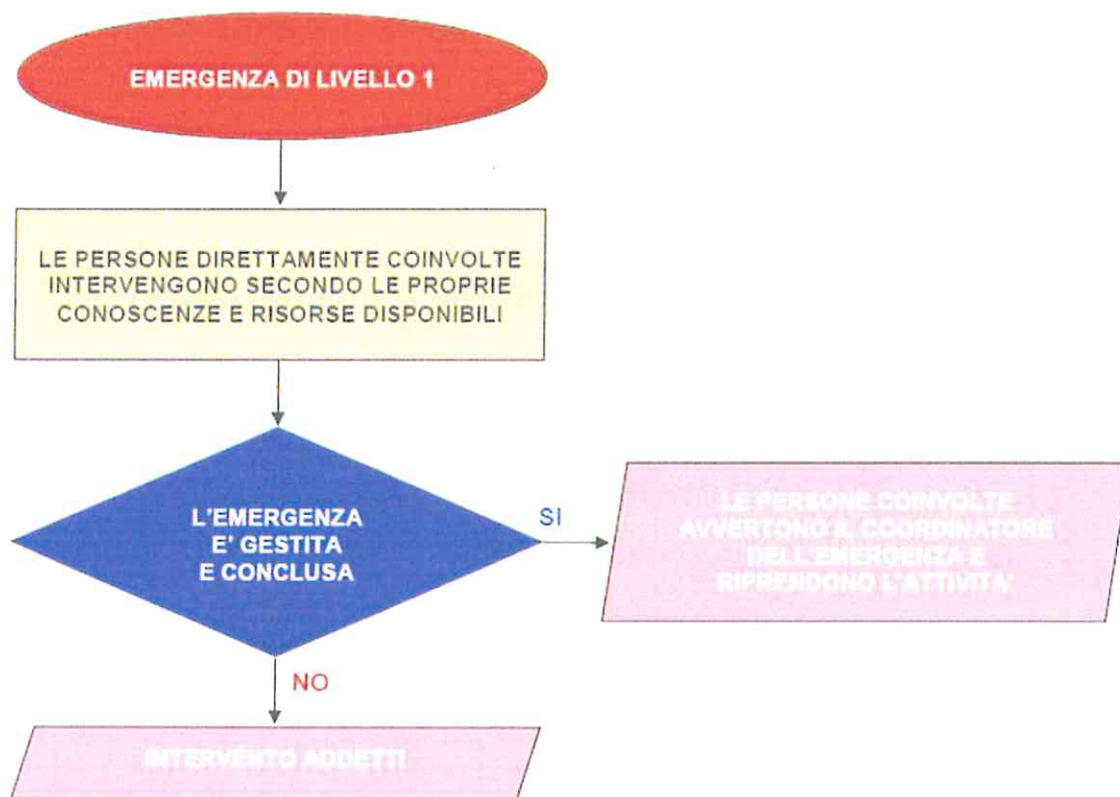 EMERGENZA DI LIVELLO 1
LE PERSONE DIRETTAMENTE COINVOLTE
INTERVENGONO SECONDO LE PROPRIE
CONOSCENZE E RISORSE DISPONIBILI
L'EMERGENZA
E' GESTITA
E CONCLUSA
SI
LE PERSONE COINVOLTE
AVVERTONO IL COORDINATORE
DELL'EMERGENZA E
RIPRENDONO L'ATTIVITA'
NO
INTERVENTO ADDETTI